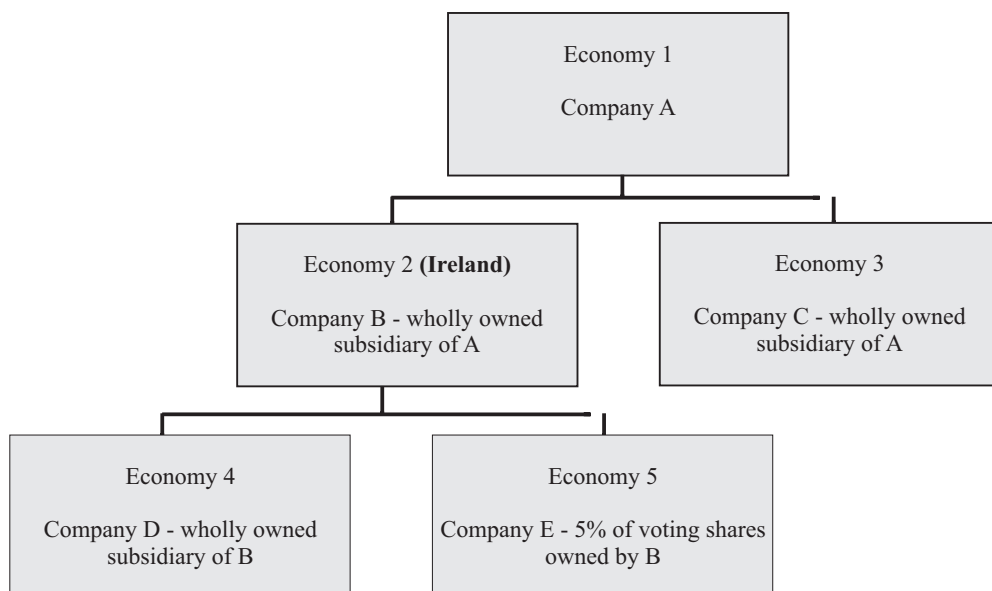 Economy 1
Company A
Economy 2 (Ireland)
Company B - wholly owned
subsidiary of A
Economy 3
Company C - wholly owned
subsidiary of A
Economy 4
Company D - wholly owned
subsidiary of B
Economy 5
Company E - 5% of voting shares
owned by B